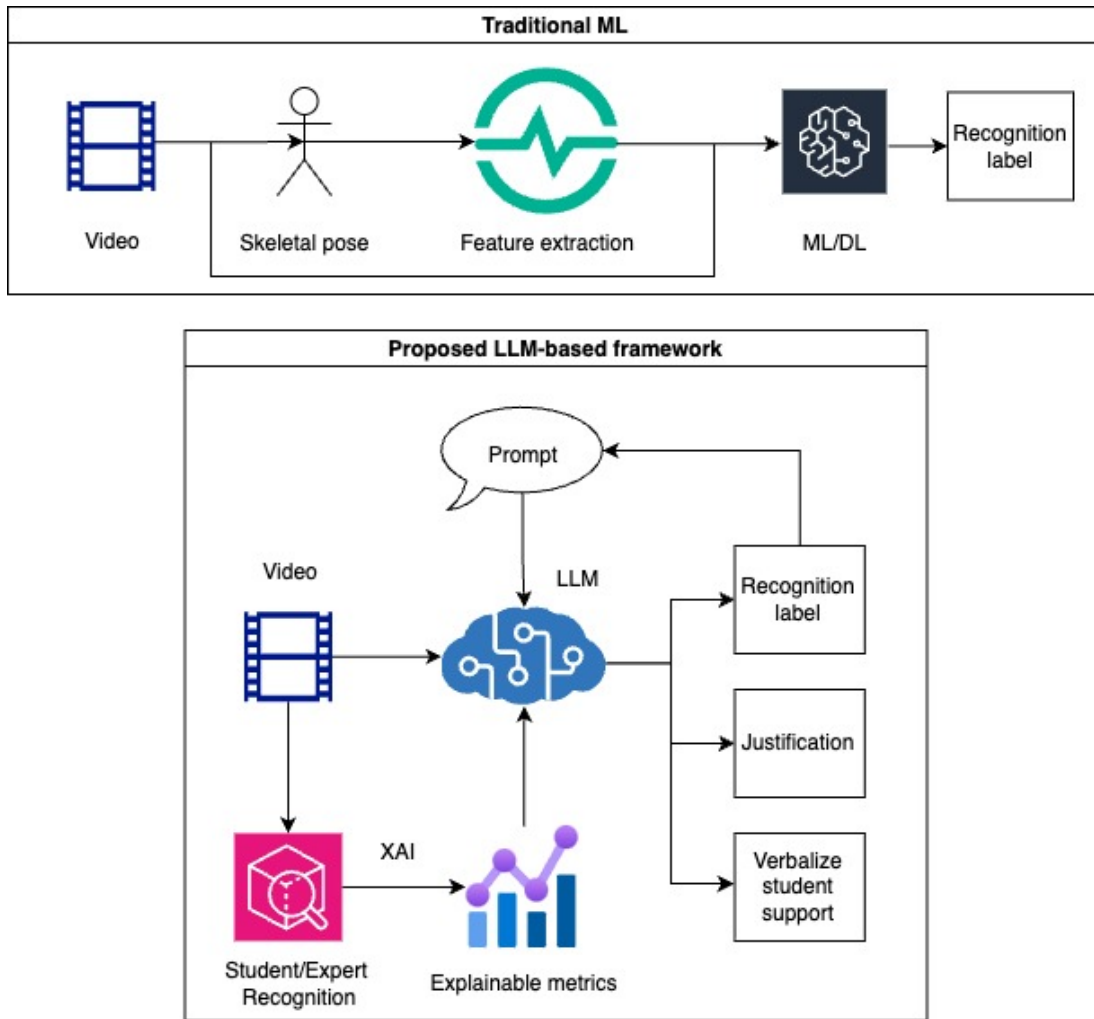 Traditional ML
Video
Skeletal pose
Feature extraction
ML/DL
Recognition
label
Proposed LLM-based framework
Prompt
Video
LLM
Recognition
label
Justification
XAI
Verbalize
student
support
Student/Expert
Recognition
Explainable metrics